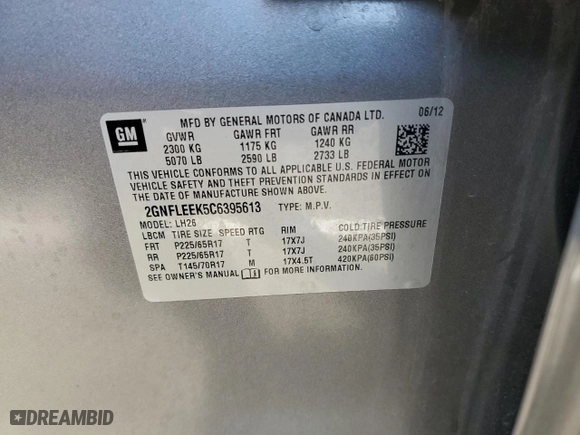 GM
MFD BY GENERAL MOTORS OF CANADA LTD. 06/12
GVWR GAWR FRT GAWR RR
2300 KG 1175 KG 1240 KG
5070 LB 2590 LB 2733 LB
THIS VEHICLE CONFORMS TO ALL APPLICABLE U.S. FEDERAL MOTOR
VEHICLE SAFETY AND THEFT PREVENTION STANDARDS IN EFFECT ON
THE DATE OF MANUFACTURE SHOWN ABOVE.
2GNFLEEK5C6395613 TYPE: M.P.V.
MODEL: LH26
LBCM TIRE SIZE SPEED RTG RIM COLD TIRE PRESSURE
FRT P225/65R17 T 17X7J 240KPA(35PSI)
RR P225/65R17 T 17X7J 240KPA(35PSI)
SPA T145/70R17 M 17X4.5T 420KPA(60PSI)
SEE OWNER'S MANUAL FOR MORE INFORMATION.
DREAMBID